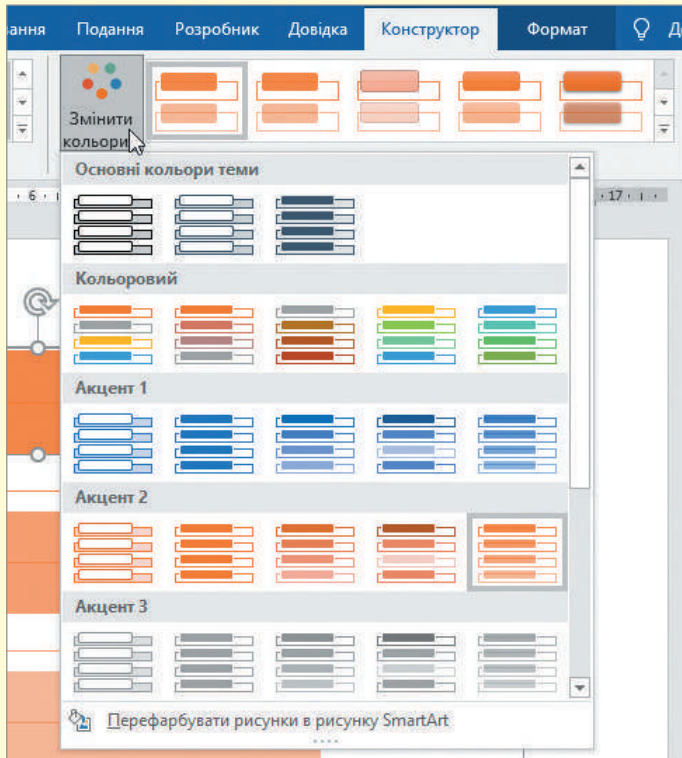 ання Подання Розробник Довідка Конструктор Формат До
Змінити
кольори
6 17
Основні кольори теми
Кольоровий
Акцент 1
Акцент 2
Акцент 3
Перефарбувати рисунки в рисунку SmartArt